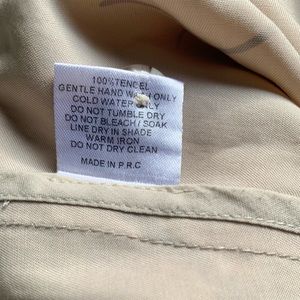 100%TENCEL
GENTLE HAND WASH ONLY
COLD WATER ONLY
DO NOT TUMBLE DRY
DO NOT BLEACH / SOAK
LINE DRY IN SHADE
WARM IRON
DO NOT DRY CLEAN
MADE IN P.R.C